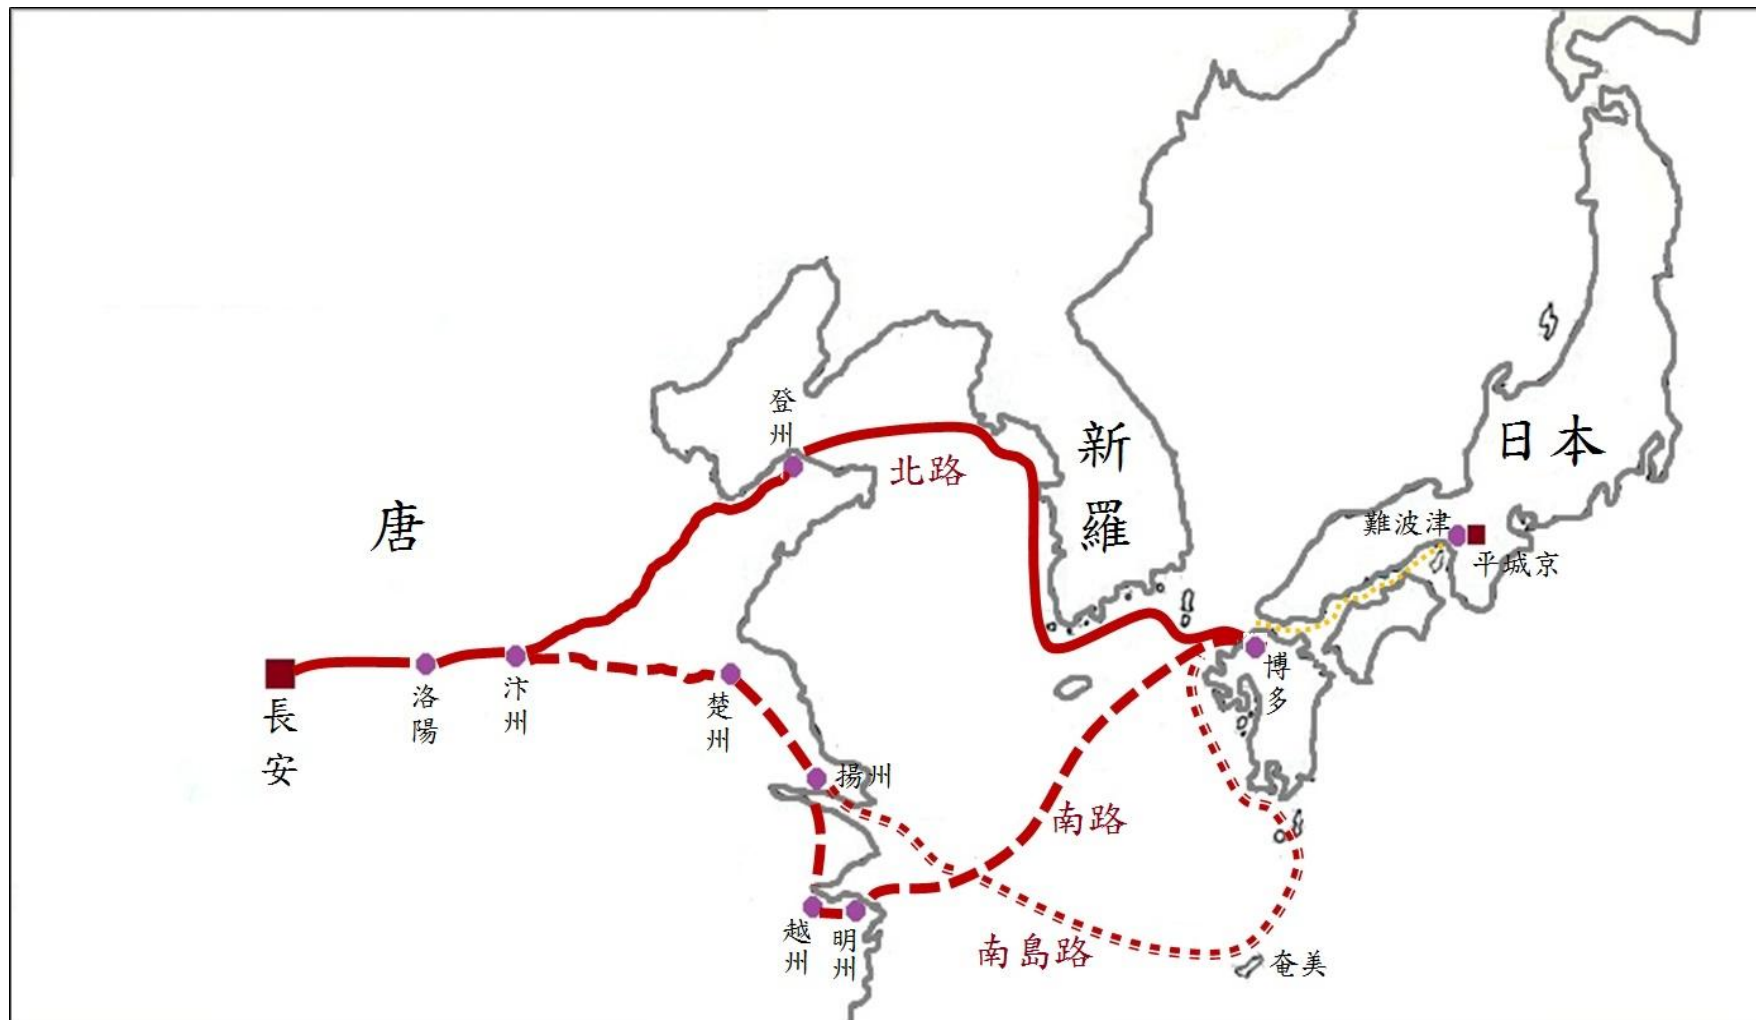 登州
北路
新羅
日本
唐
難波津
平城京
長安
洛陽
汴州
楚州
揚州
博多
南路
越州
明州
南島路
奄美